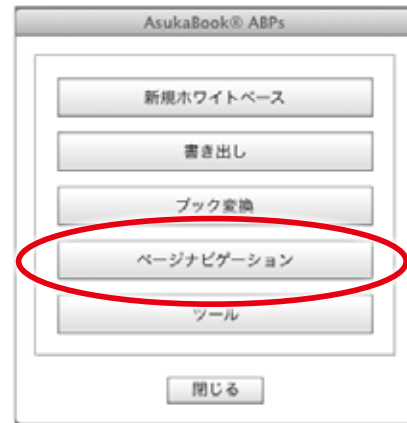 AsukaBook® ABPs
新規ホワイトベース
書き出し
ブック変換
ページナビゲーション
ツール
閉じる